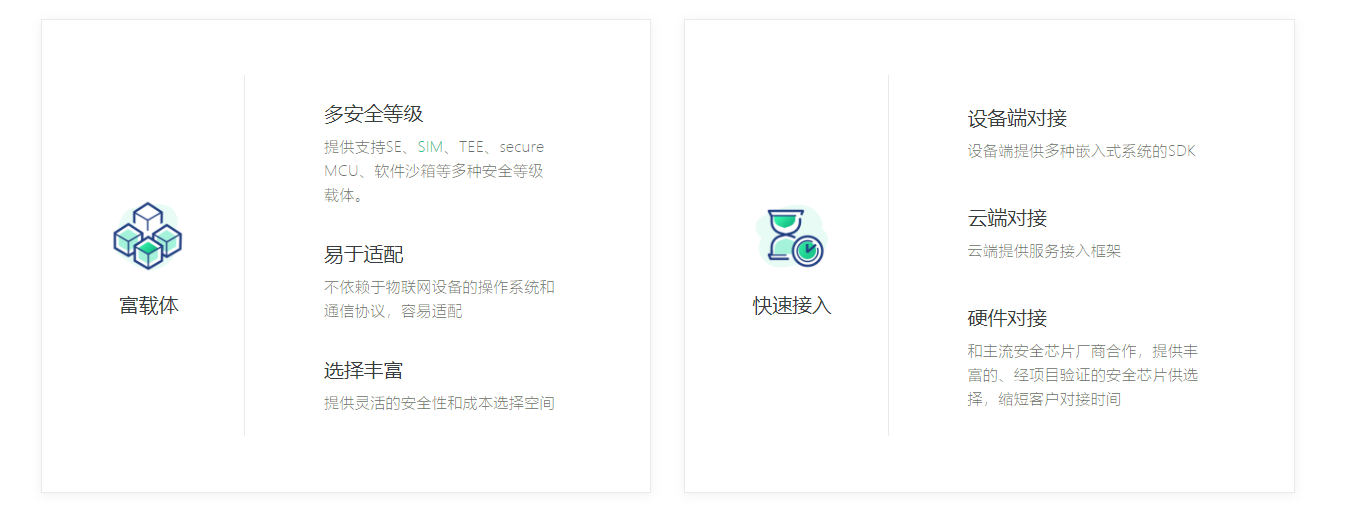 富载体
多安全等级
提供支持SE、SIM、TEE、secure
MCU、软件沙箱等多种安全等级
载体。
易于适配
不依赖于物联网设备的操作系统和
通信协议，容易适配
选择丰富
提供灵活的安全性和成本选择空间
快速接入
设备端对接
设备端提供多种嵌入式系统的SDK
云端对接
云端提供服务接入框架
硬件对接
和主流安全芯片厂商合作，提供丰
富的、经项目验证的安全芯片供选
择，缩短客户对接时间